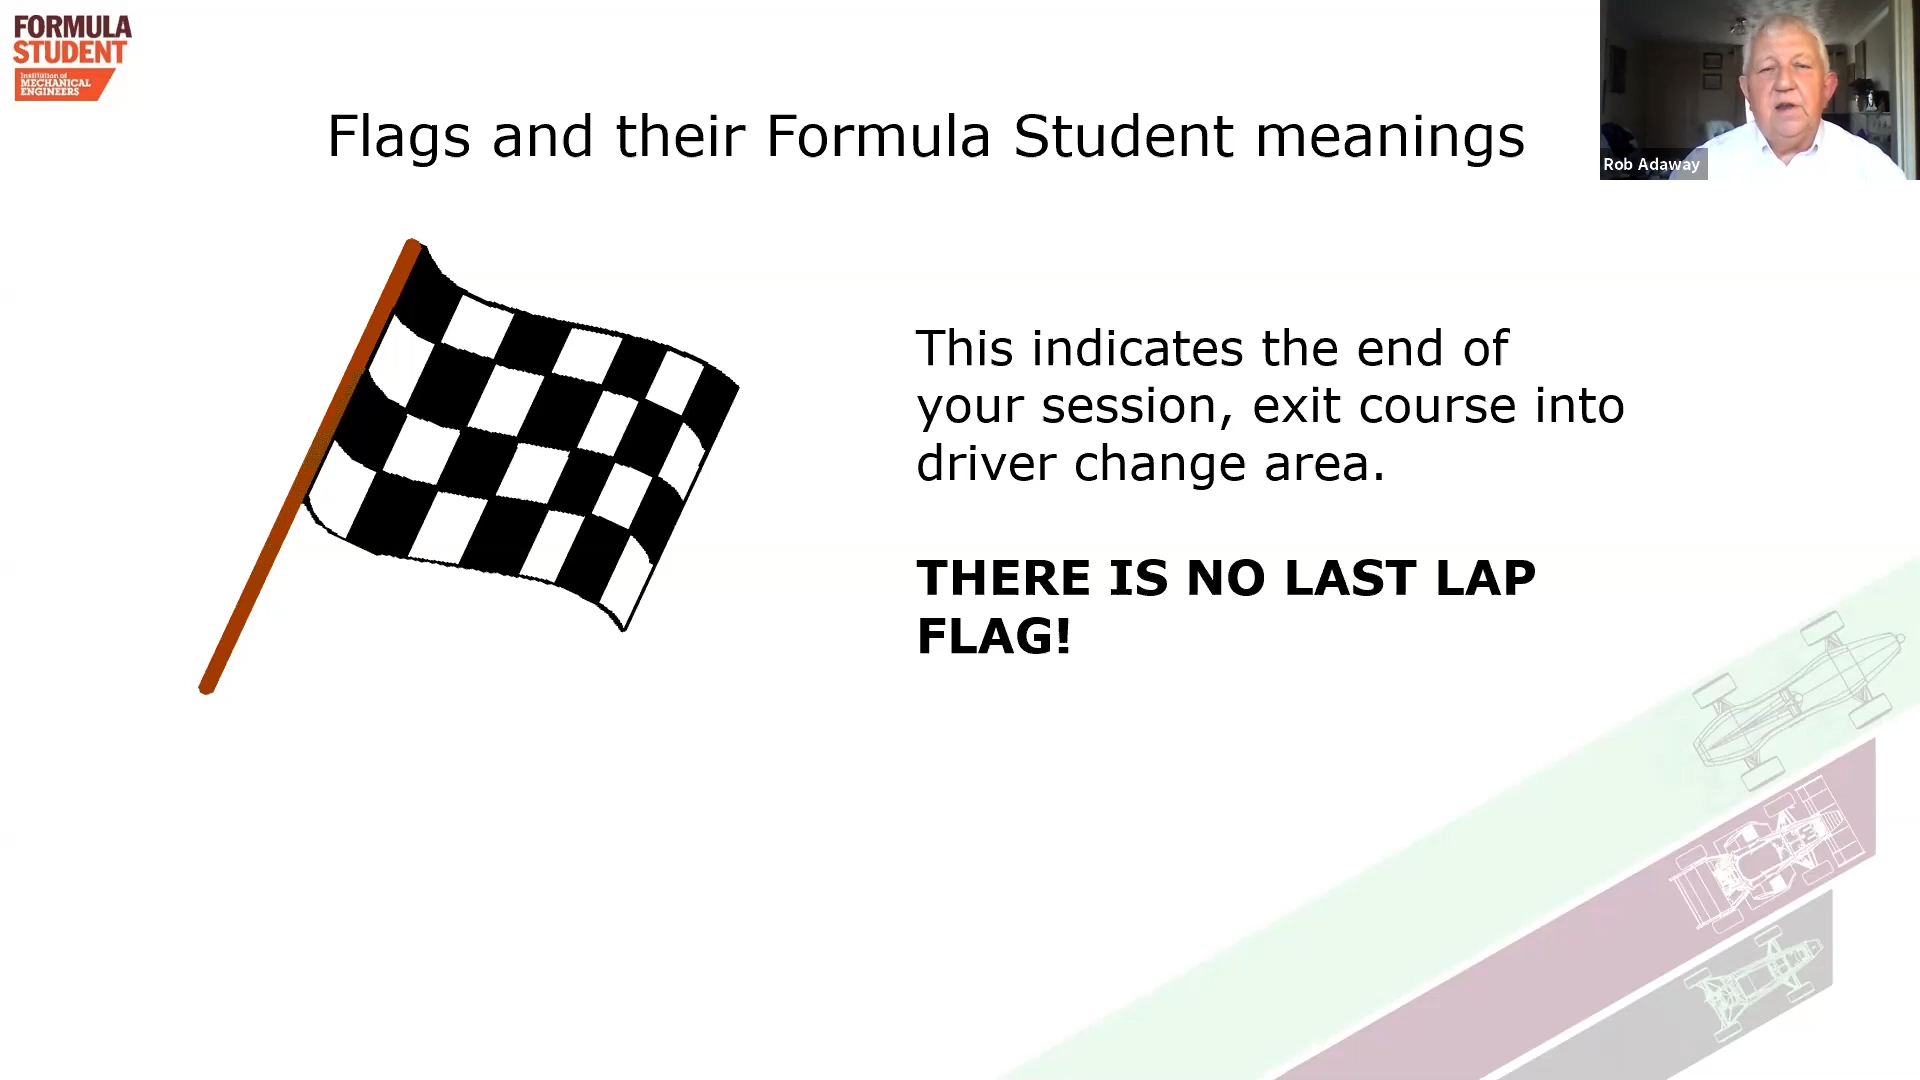 FORMULA
STUDENT
Institution of
MECHANICAL
ENGINEERS
Rob Adaway
Flags and their Formula Student meanings
This indicates the end of
your session, exit course into
driver change area.
THERE IS NO LAST LAP
FLAG!